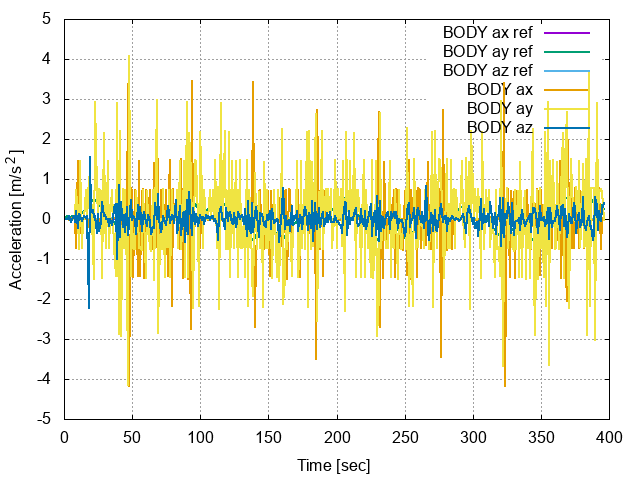 5
4
3
2
1
0
-1
-2
-3
-4
-5
Acceleration [m/s²]
BODY ax ref
BODY ay ref
BODY az ref
BODY ax
BODY ay
BODY az
0 50 100 150 200 250 300 350 400
Time [sec]